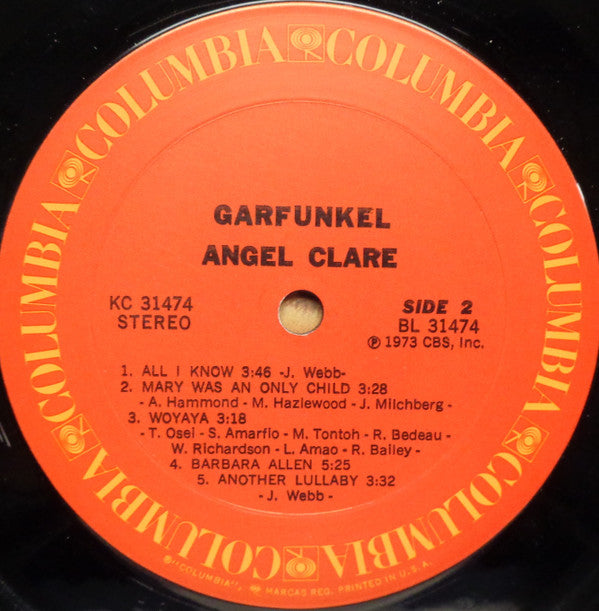 COLUMBIA COLUMBIA COLUMBIA COLUMBIA COLUMBIA COLUMBIA
GARFUNKEL
ANGEL CLARE
KC 31474
STEREO
SIDE 2
BL 31474
℗ 1973 CBS, Inc.
1. ALL I KNOW 3:46 -J. Webb-
2. MARY WAS AN ONLY CHILD 3:28
- A. Hammond - M. Hazlewood - J. Milchberg -
3. WOYAYA 3:18
- T. Osei - S. Amarfio - M. Tontoh - R. Bedeau -
W. Richardson - L. Amao - R. Bailey -
4. BARBARA ALLEN 5:25
5. ANOTHER LULLABY 3:32
- J. Webb -
® "COLUMBIA", MARCAS REG. PRINTED IN U.S.A.